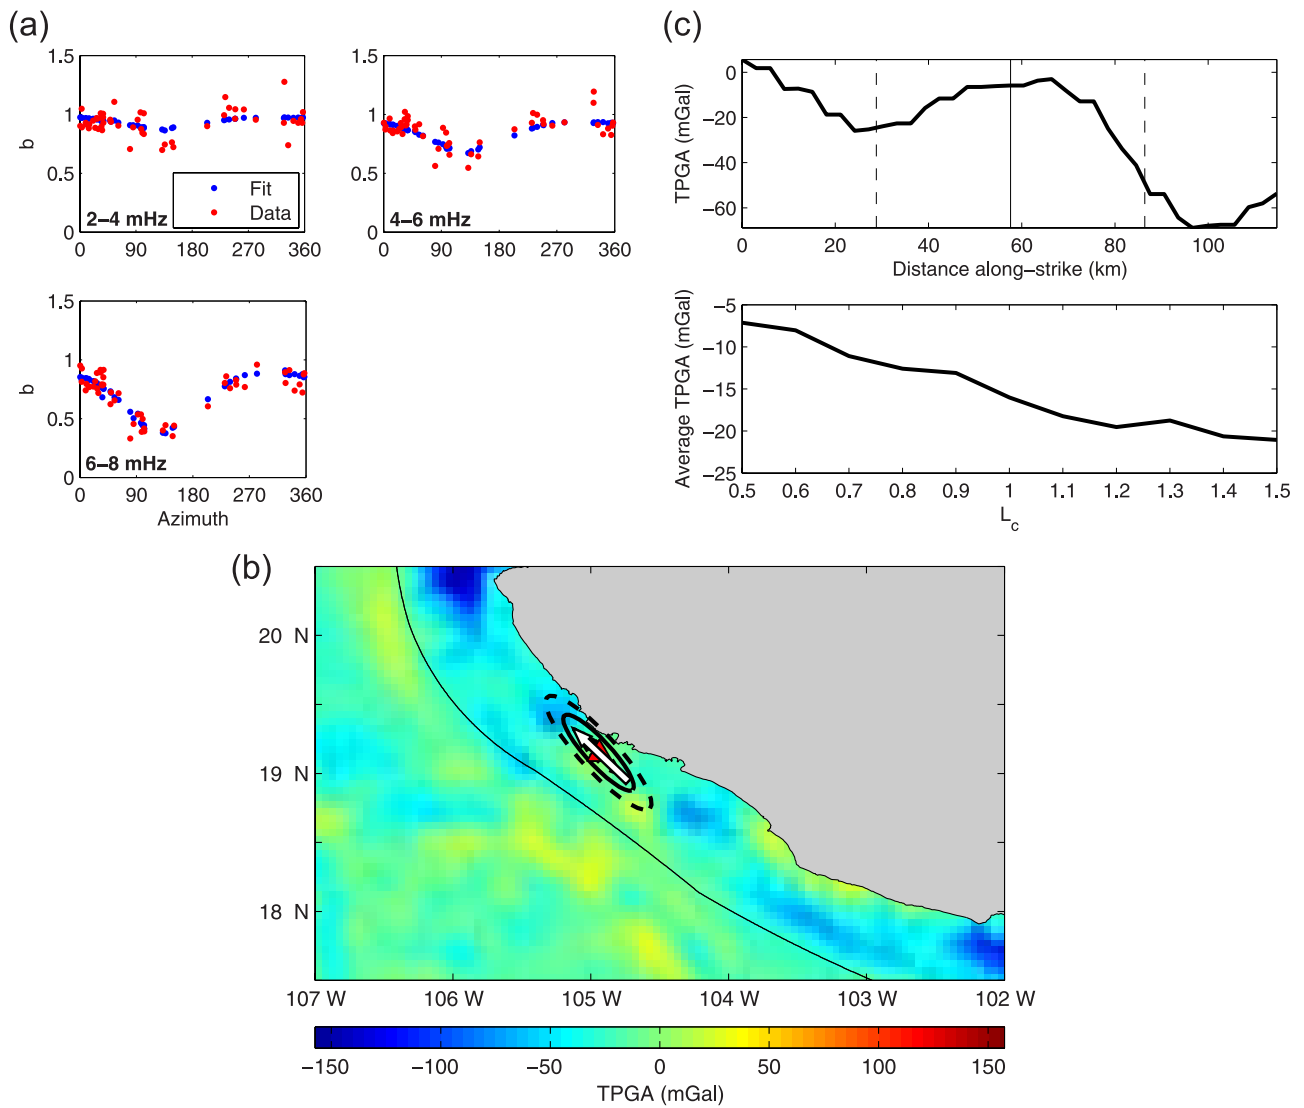 (a)
1.5
1
0.5
0
b
0 90 180 270 360
Fit
Data
2–4 mHz
1.5
1
0.5
0
0 90 180 270 360
4–6 mHz
1.5
1
0.5
0
b
0 90 180 270 360
6–8 mHz
Azimuth
(c)
0
−20
−40
−60
TPGA (mGal)
0 20 40 60 80 100
Distance along−strike (km)
−5
−10
−15
−20
−25
Average TPGA (mGal)
0.5 0.6 0.7 0.8 0.9 1 1.1 1.2 1.3 1.4 1.5
L_c
(b)
20 N
19 N
18 N
107 W 106 W 105 W 104 W 103 W 102 W
−150 −100 −50 0 50 100 150
TPGA (mGal)